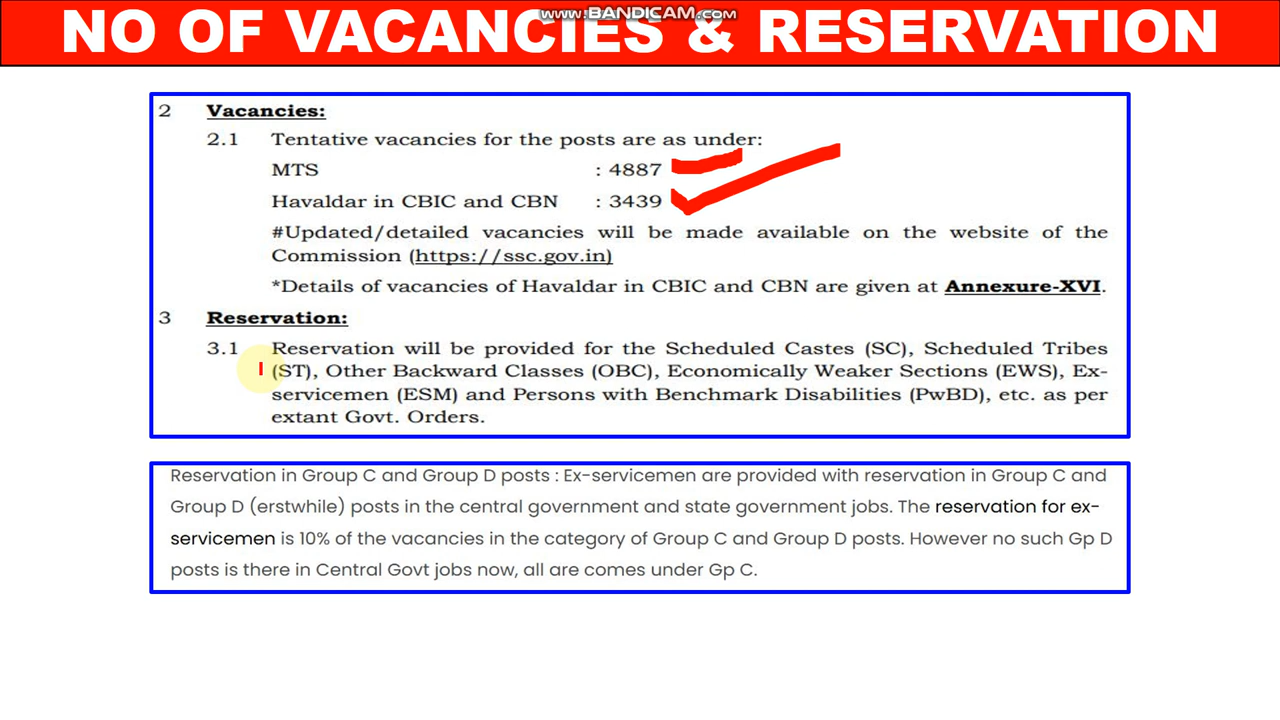 www.BANDICAM.com
NO OF VACANCIES & RESERVATION
2 Vacancies:
2.1 Tentative vacancies for the posts are as under:
MTS : 4887
Havaldar in CBIC and CBN : 3439
#Updated/detailed vacancies will be made available on the website of the
Commission (https://ssc.gov.in)
*Details of vacancies of Havaldar in CBIC and CBN are given at Annexure-XVI.
3 Reservation:
3.1 Reservation will be provided for the Scheduled Castes (SC), Scheduled Tribes
(ST), Other Backward Classes (OBC), Economically Weaker Sections (EWS), Ex-
servicemen (ESM) and Persons with Benchmark Disabilities (PwBD), etc. as per
extant Govt. Orders.
Reservation in Group C and Group D posts : Ex-servicemen are provided with reservation in Group C and
Group D (erstwhile) posts in the central government and state government jobs. The reservation for ex-
servicemen is 10% of the vacancies in the category of Group C and Group D posts. However no such Gp D
posts is there in Central Govt jobs now, all are comes under Gp C.